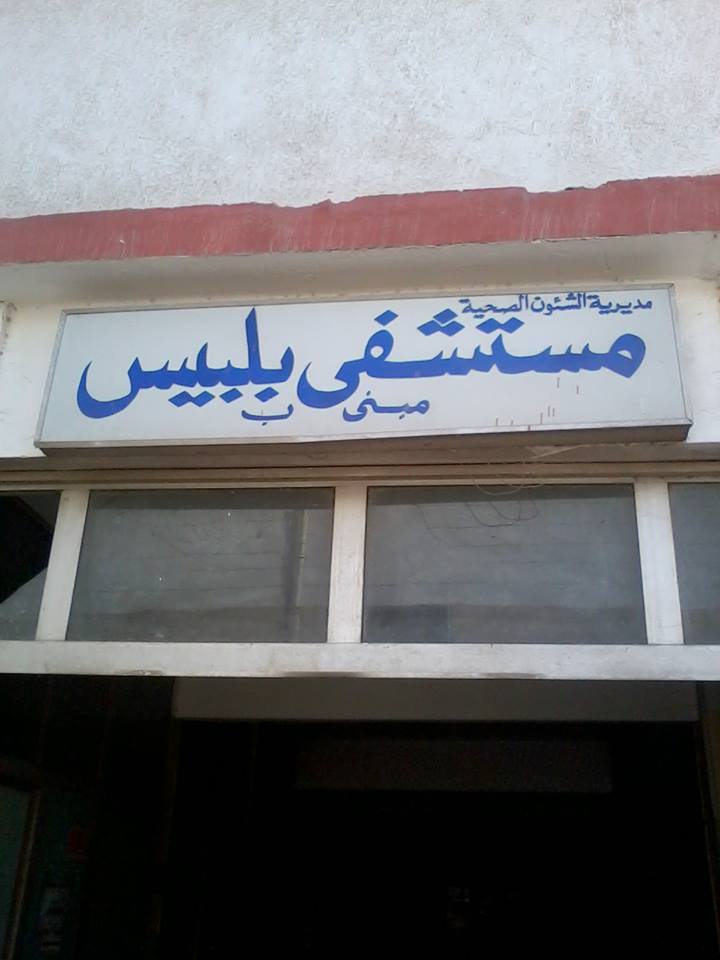 مديرية الشئون الصحية
مستشفى بلبيس
مبنى ب